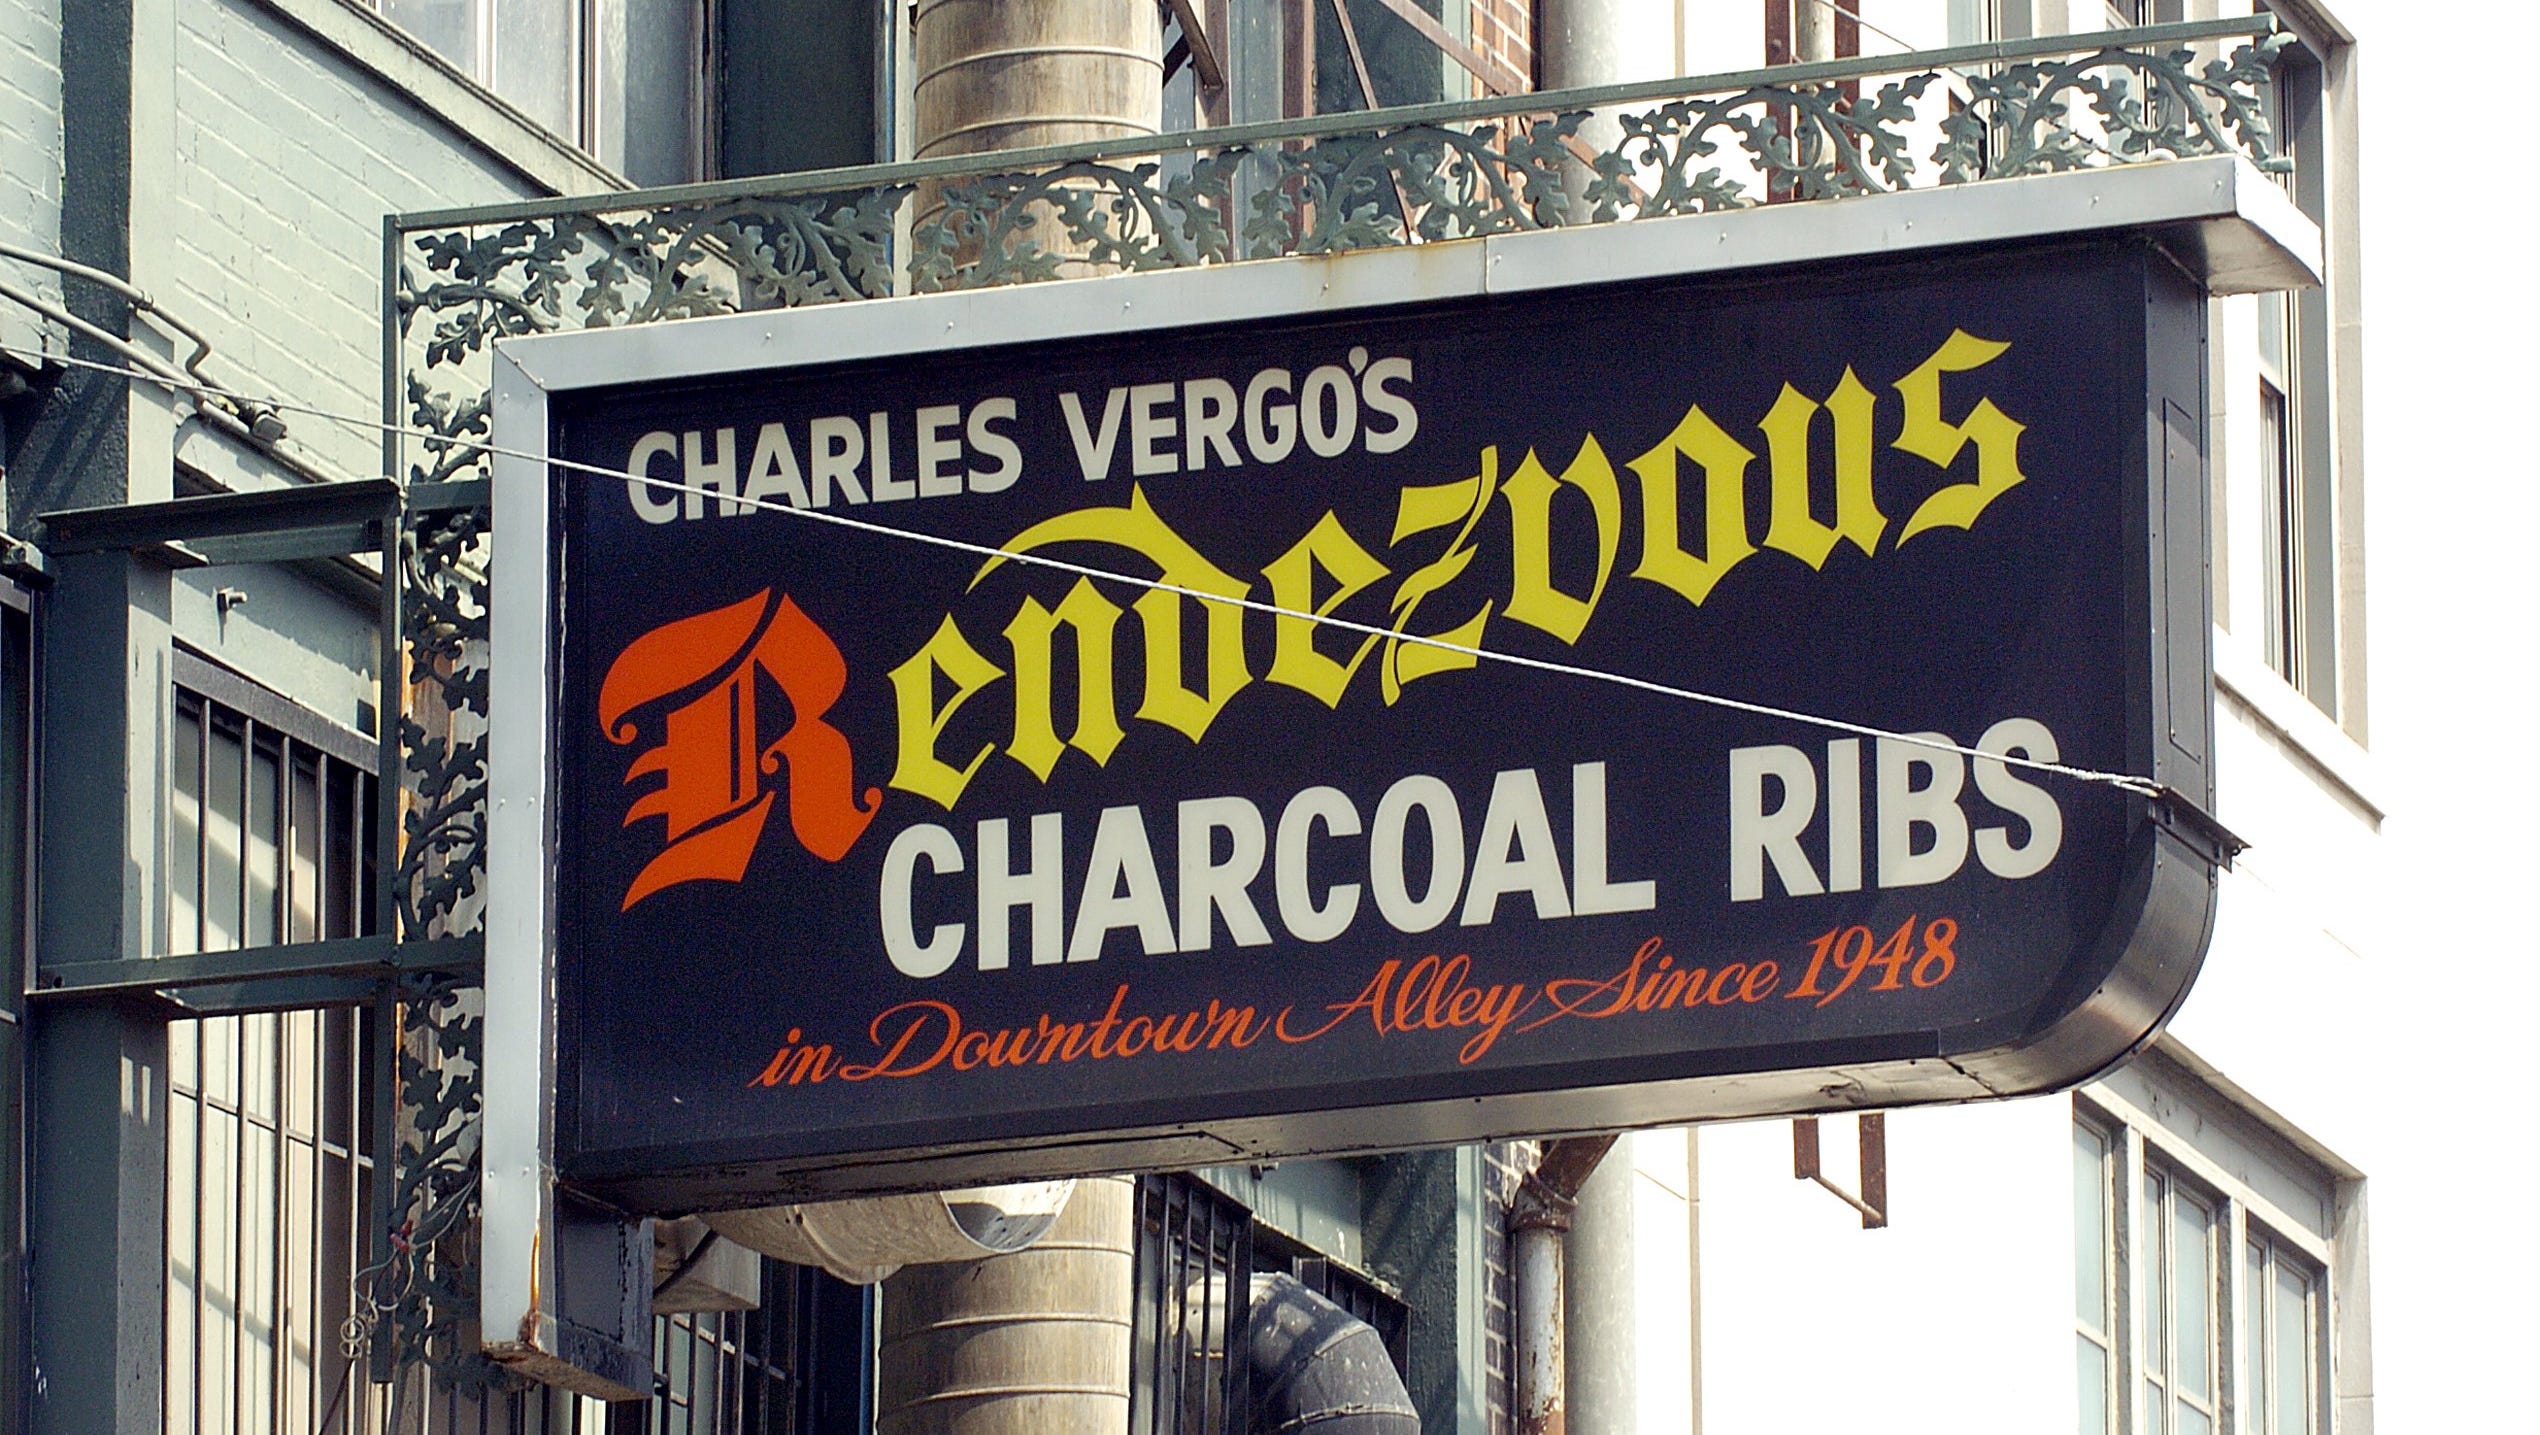 CHARLES VERGO'S
Rendezvous
CHARCOAL RIBS
in Downtown Alley Since 1948